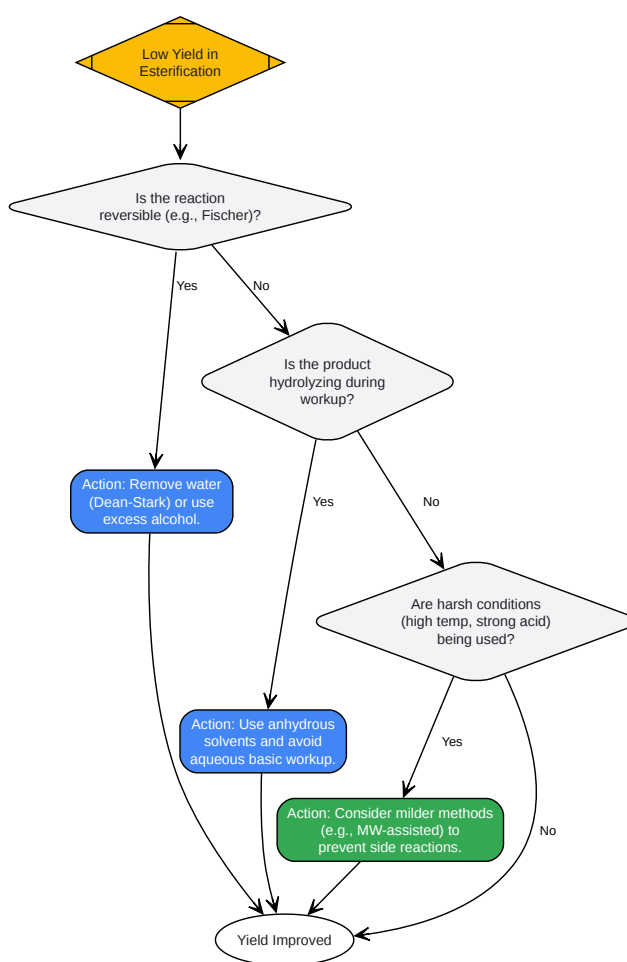 Low Yield in
Esterification
Is the reaction
reversible (e.g., Fischer)?
Yes
No
Is the product
hydrolyzing during
workup?
Action: Remove water
(Dean-Stark) or use
excess alcohol.
Yes
No
Are harsh conditions
(high temp, strong acid)
being used?
Action: Use anhydrous
solvents and avoid
aqueous basic workup.
Yes
Action: Consider milder methods
(e.g., MW-assisted) to
prevent side reactions.
No
Yield Improved